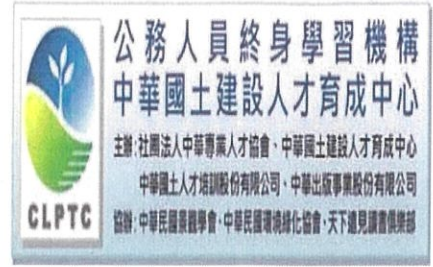 公務人員終身學習機構
中華國土建設人才育成中心
主辦:社團法人中華專業人才協會、中華國土建設人才育成中心
中華國土人才培訓股份有限公司、中華出版事業股份有限公司
協辦:中華民國景觀學會·中華民國環境綠化協會·天下遠見讀書俱樂部
CLPTC